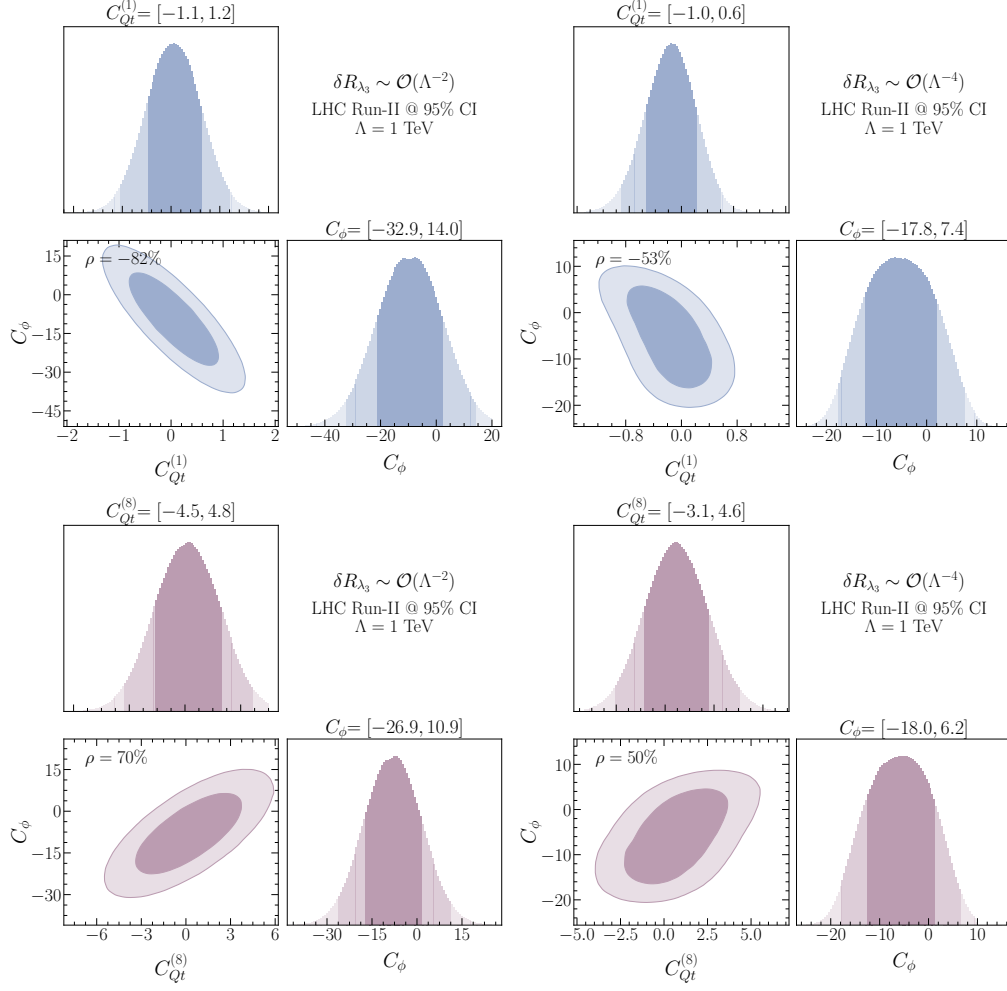 C_{Qt}^{(1)}= [−1.1, 1.2]
δR_{λ_3} ∼ O(Λ^{−2})
LHC Run-II @ 95% CI
Λ = 1 TeV
C_{Qt}^{(1)}= [−1.0, 0.6]
δR_{λ_3} ∼ O(Λ^{−4})
LHC Run-II @ 95% CI
Λ = 1 TeV
ρ = −82%
C_ϕ
15
0
−15
−30
−45
−2
−1
0
1
2
C_{Qt}^{(1)}
C_ϕ= [−32.9, 14.0]
−40
−20
0
20
C_ϕ
ρ = −53%
C_ϕ
10
0
−10
−20
−0.8
0.0
0.8
C_{Qt}^{(1)}
C_ϕ= [−17.8, 7.4]
−20
−10
0
10
C_ϕ
C_{Qt}^{(8)}= [−4.5, 4.8]
δR_{λ_3} ∼ O(Λ^{−2})
LHC Run-II @ 95% CI
Λ = 1 TeV
C_{Qt}^{(8)}= [−3.1, 4.6]
δR_{λ_3} ∼ O(Λ^{−4})
LHC Run-II @ 95% CI
Λ = 1 TeV
ρ = 70%
C_ϕ
15
0
−15
−30
−6
−3
0
3
6
C_{Qt}^{(8)}
C_ϕ= [−26.9, 10.9]
−30
−15
0
15
C_ϕ
ρ = 50%
C_ϕ
10
0
−10
−20
−5.0
−2.5
0.0
2.5
5.0
C_{Qt}^{(8)}
C_ϕ= [−18.0, 6.2]
−20
−10
0
10
C_ϕ